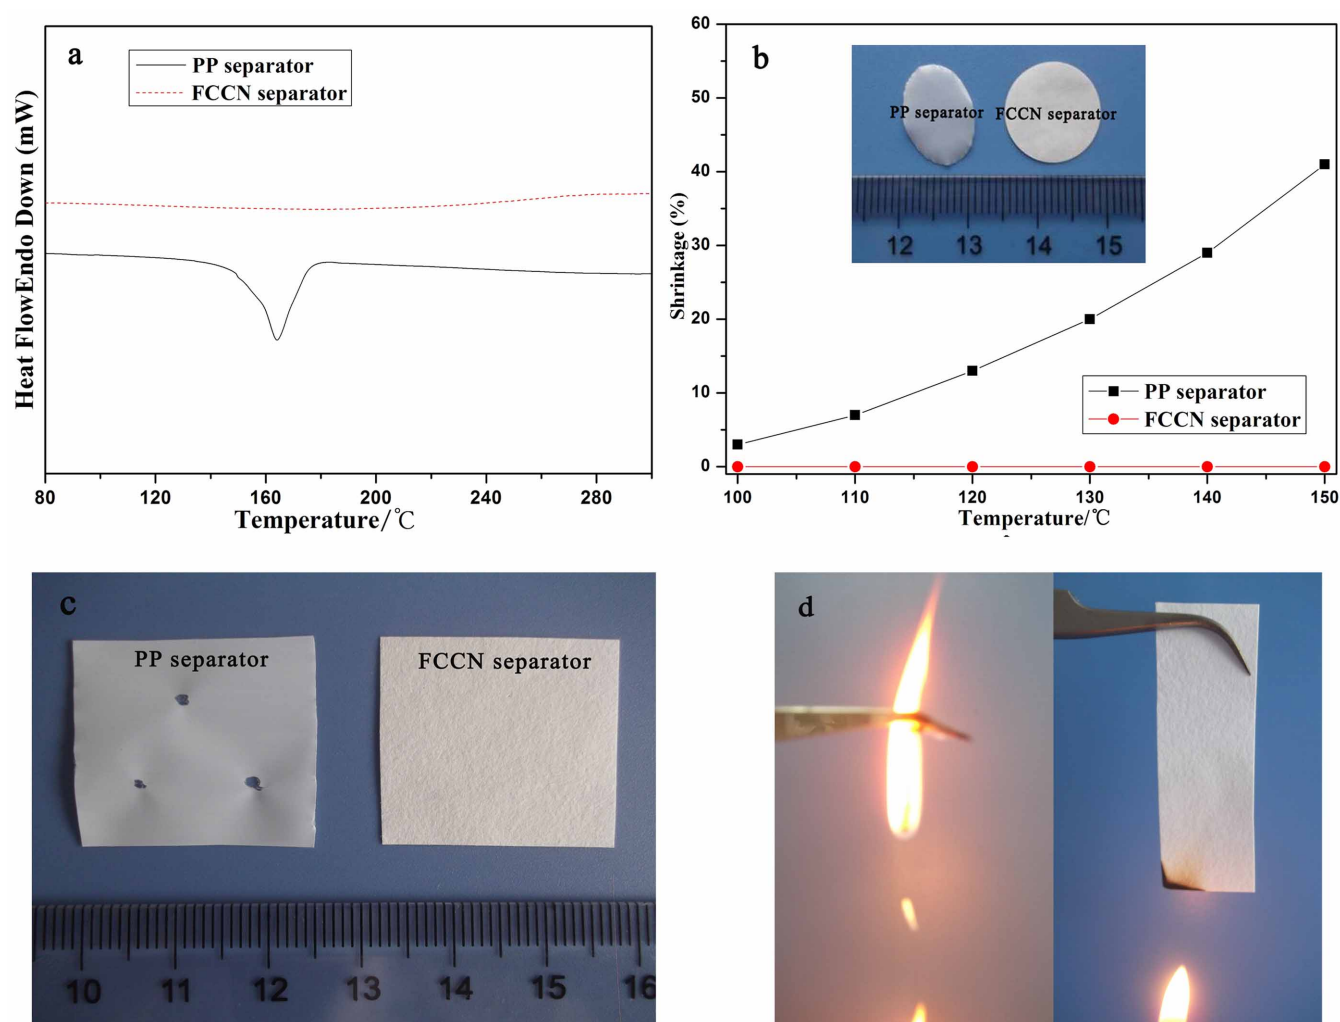 a
PP separator
FCCN separator
Heat FlowEndo Down (mW)
80 120 160 200 240 280
Temperature/℃
b
PP separator FCCN separator
12 13 14 15
Shrinkage (%)
60
50
40
30
20
10
0
PP separator
FCCN separator
100 110 120 130 140 150
Temperature/℃
c
PP separator
FCCN separator
10 11 12 13 14 15 16
d